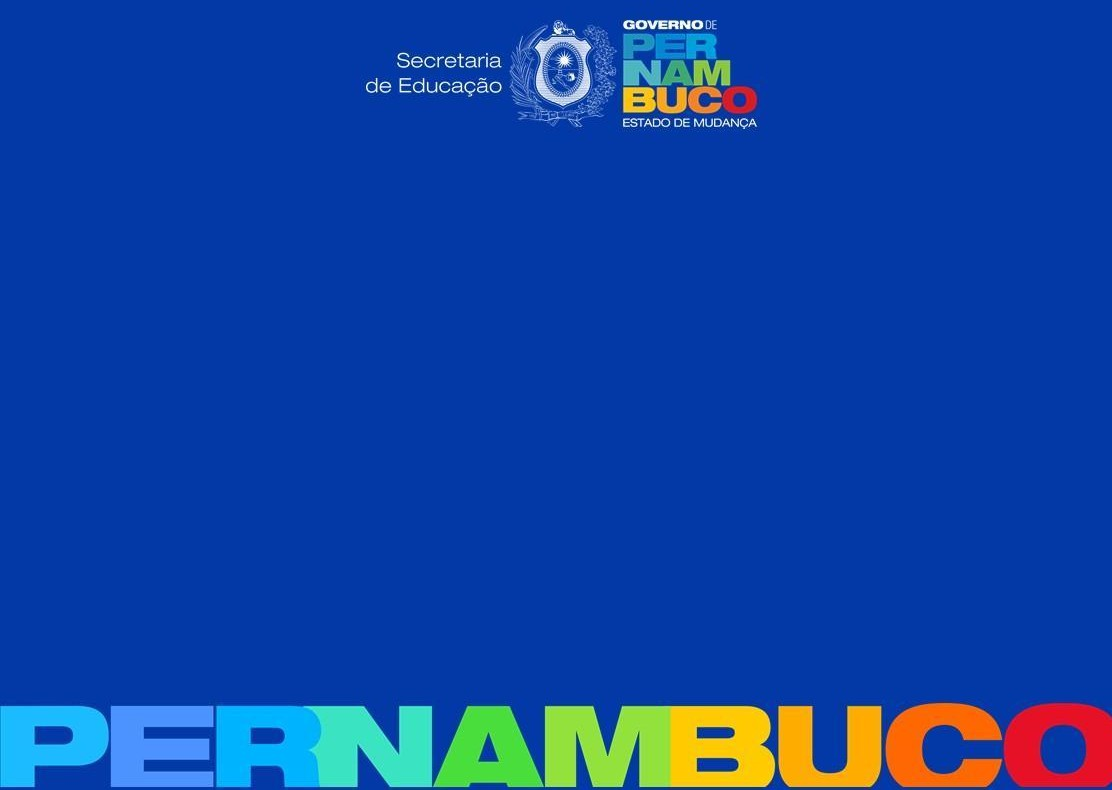 Secretaria
de Educação
GOVERNO DE
PER
NAM
BUCO
ESTADO DE MUDANÇA
PERNAMBUCO